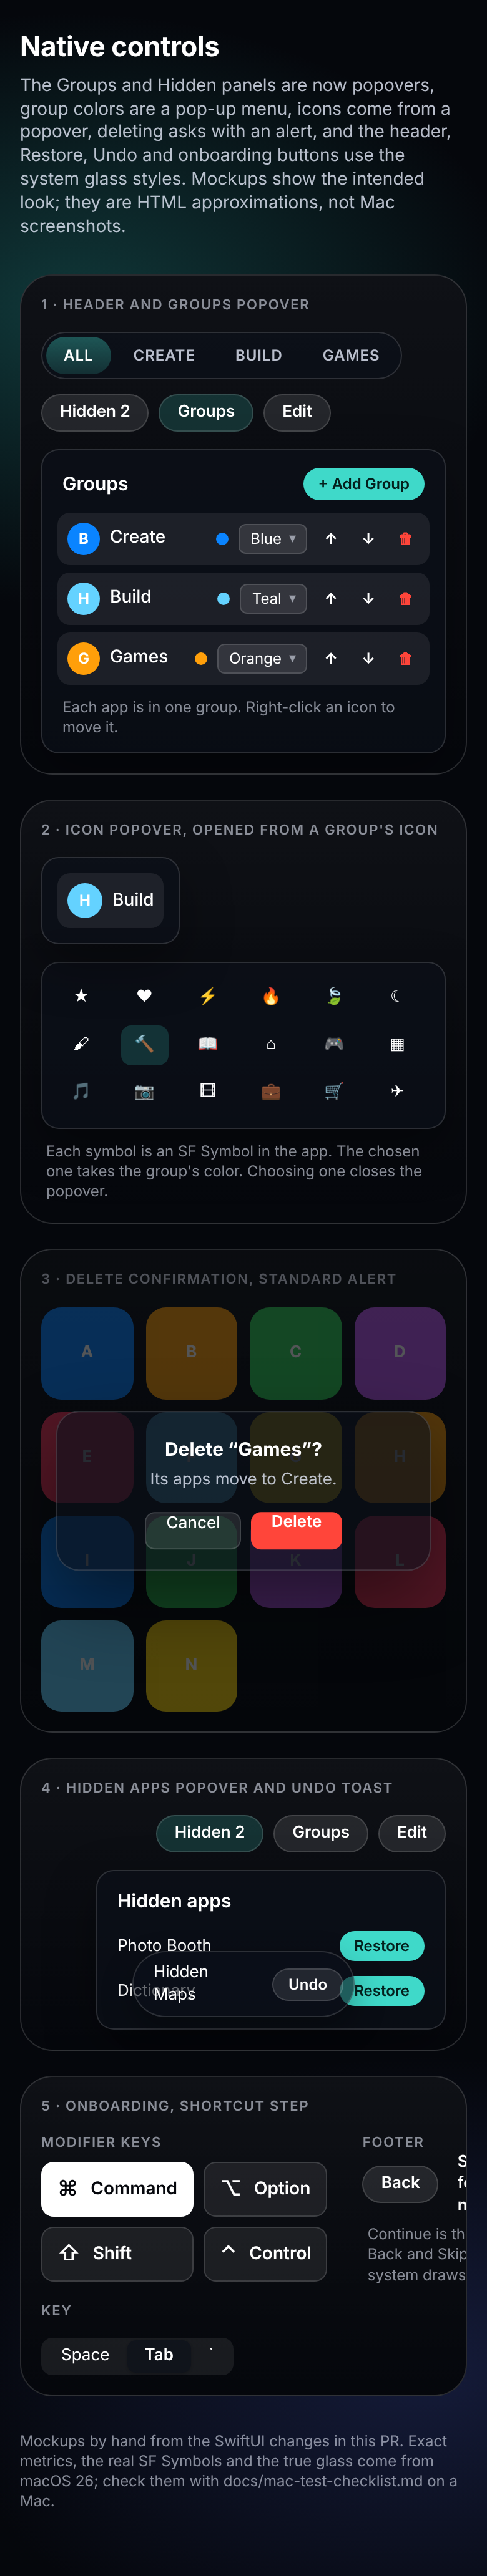 Native controls
The Groups and Hidden panels are now popovers,
group colors are a pop-up menu, icons come from a
popover, deleting asks with an alert, and the header,
Restore, Undo and onboarding buttons use the
system glass styles. Mockups show the intended
look; they are HTML approximations, not Mac
screenshots.
1 · HEADER AND GROUPS POPOVER
ALL CREATE BUILD GAMES
Hidden 2 Groups Edit
Groups + Add Group
B Create Blue
H Build Teal
G Games Orange
Each app is in one group. Right-click an icon to
move it.
2 · ICON POPOVER, OPENED FROM A GROUP'S ICON
H Build
Each symbol is an SF Symbol in the app. The chosen
one takes the group's color. Choosing one closes the
popover.
3 · DELETE CONFIRMATION, STANDARD ALERT
A B C D
E H
Delete “Games”?
Its apps move to Create.
Cancel Delete
I J K L
M N
4 · HIDDEN APPS POPOVER AND UNDO TOAST
Hidden 2 Groups Edit
Hidden apps
Photo Booth Restore
Dictionary Restore
Hidden
Maps
Undo
5 · ONBOARDING, SHORTCUT STEP
MODIFIER KEYS
⌘ Command ⌥ Option
⇧ Shift ⌃ Control
KEY
Space Tab `
FOOTER
Back
Continue is th
Back and Skip
system draws
Mockups by hand from the SwiftUI changes in this PR. Exact
metrics, the real SF Symbols and the true glass come from
macOS 26; check them with docs/mac-test-checklist.md on a
Mac.